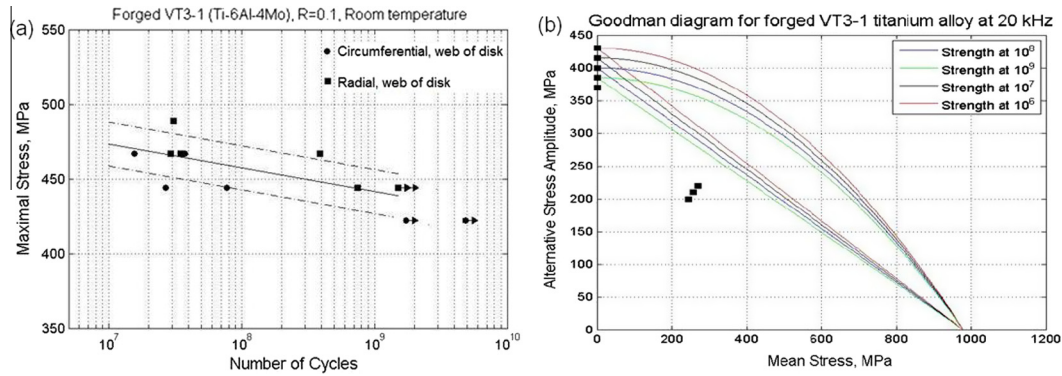 (a)
Forged VT3-1 (Ti-6Al-4Mo), R=0.1, Room temperature
Maximal Stress, MPa
550
500
450
400
350
Circumferential, web of disk
Radial, web of disk
10^7
10^8
10^9
10^10
Number of Cycles
(b)
Goodman diagram for forged VT3-1 titanium alloy at 20 kHz
Alternative Stress Amplitude, MPa
450
400
350
300
250
200
150
100
50
0
Strength at 10^8
Strength at 10^9
Strength at 10^7
Strength at 10^6
0
200
400
600
800
1000
1200
Mean Stress, MPa